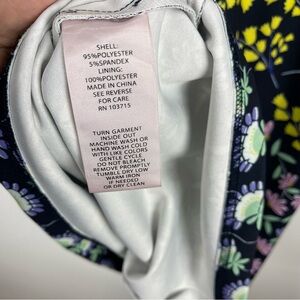 SHELL:
95%POLYESTER
5%SPANDEX
LINING:
100%POLYESTER
MADE IN CHINA
SEE REVERSE
FOR CARE
RN 103715
TURN GARMENT
INSIDE OUT
MACHINE WASH OR
HAND WASH COLD
WITH LIKE COLORS
GENTLE CYCLE
DO NOT BLEACH
REMOVE PROMPTLY
TUMBLE DRY LOW
WARM IRON
IF NEEDED
OR DRY CLEAN